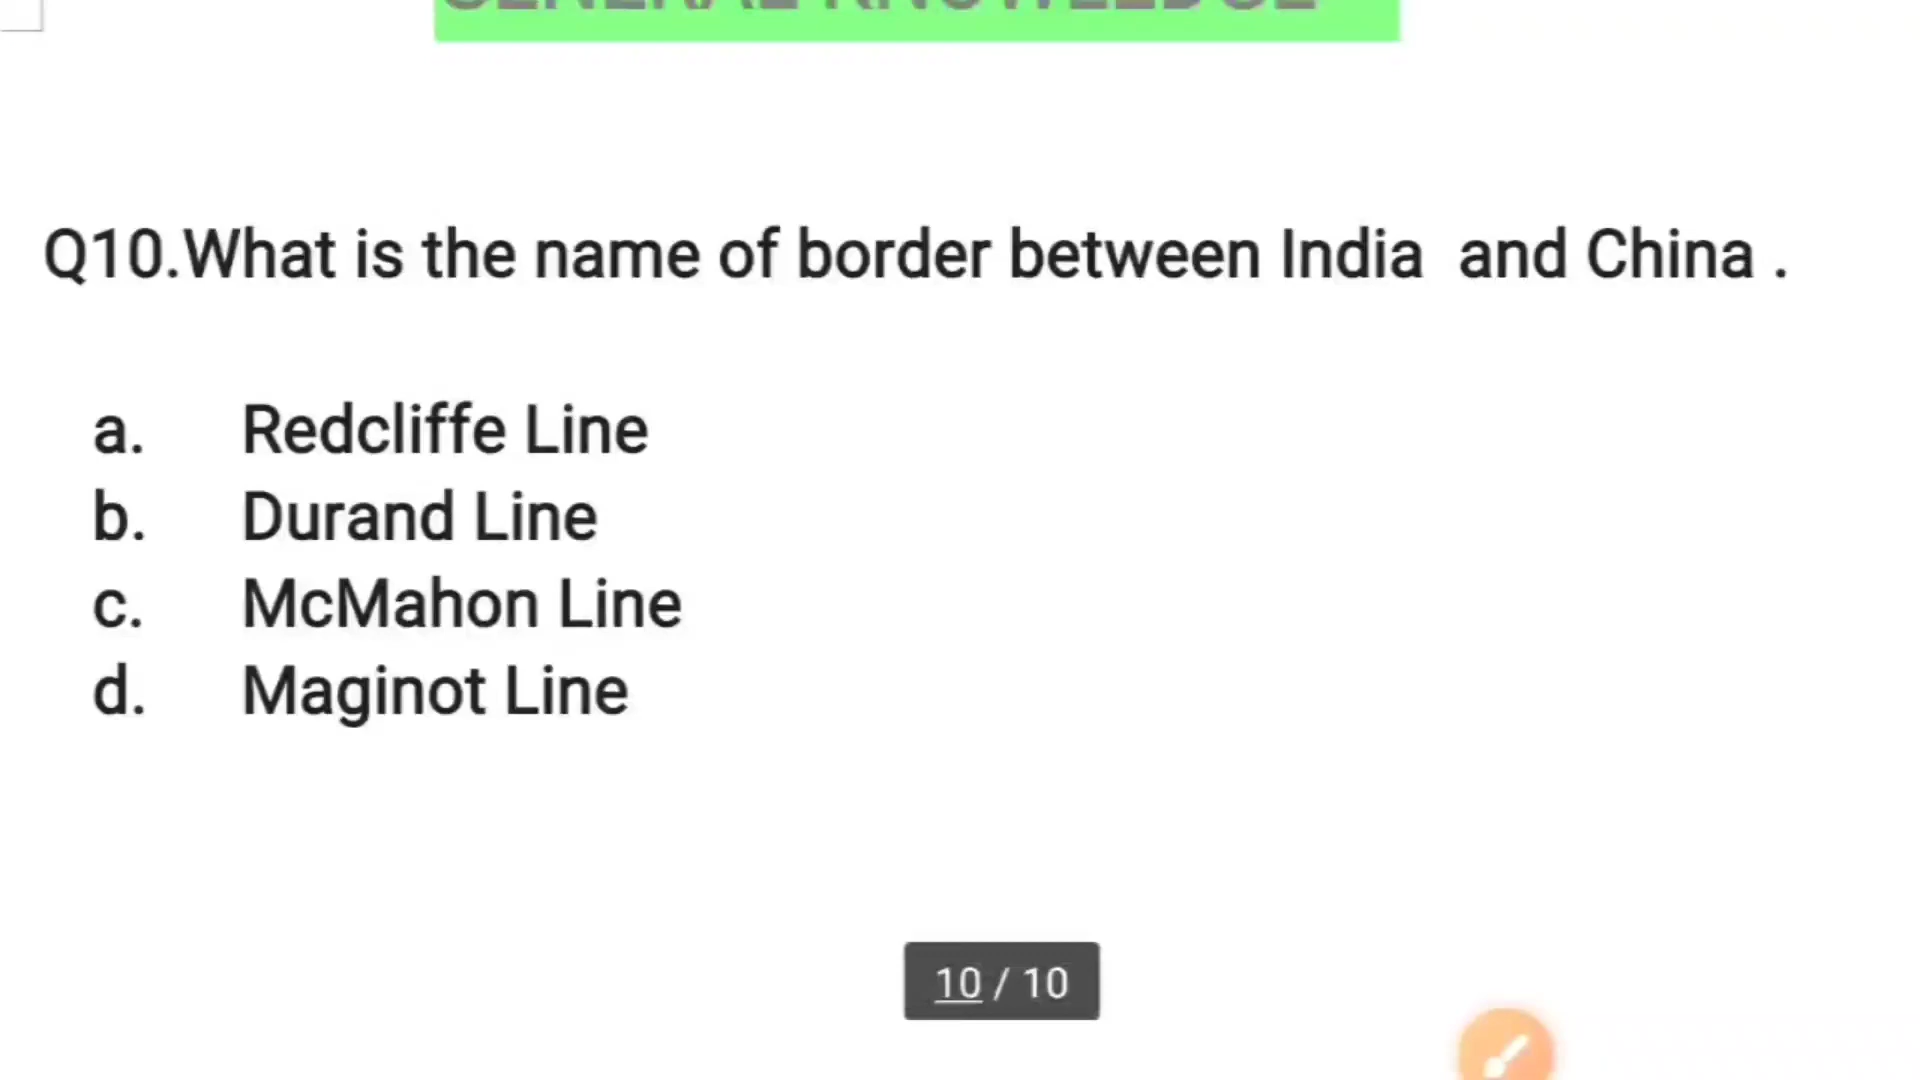 Q10.What is the name of border between India and China .
a. Redcliffe Line
b. Durand Line
c. McMahon Line
d. Maginot Line
10 / 10